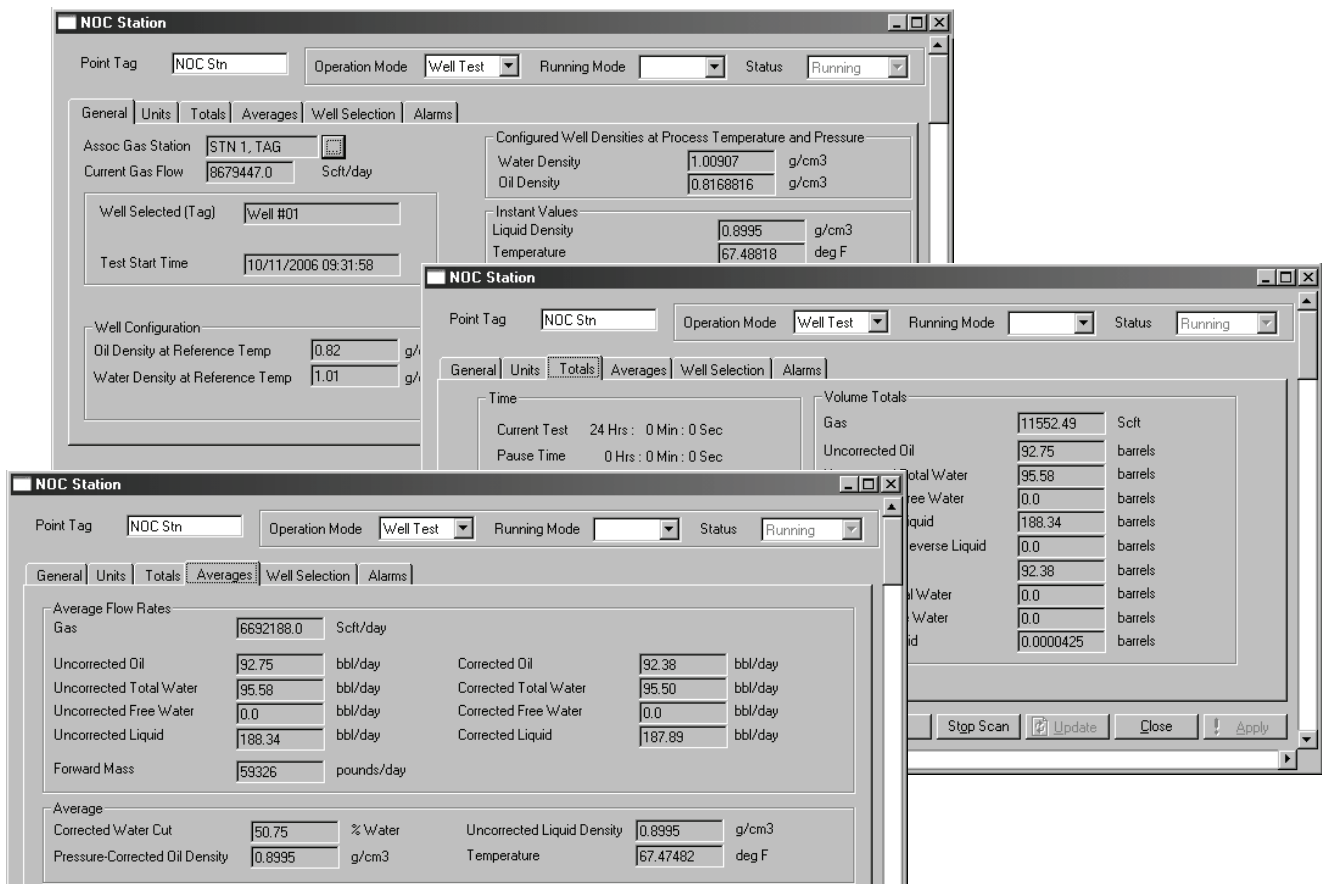 NOC Station
Point Tag NOC Stn Operation Mode Well Test Running Mode Status Running
General Units Totals Averages Well Selection Alarms
Assoc Gas Station STN 1, TAG
Current Gas Flow 8679447.0 Scft/day
Well Selected (Tag) Well #01
Test Start Time 10/11/2006 09:31:58
Well Configuration
Oil Density at Reference Temp 0.82 g/
Water Density at Reference Temp 1.01 g/
Configured Well Densities at Process Temperature and Pressure
Water Density 1.00907 g/cm3
Oil Density 0.8168816 g/cm3
Instant Values
Liquid Density 0.8995 g/cm3
Temperature 67.48818 deg F
NOC Station
Point Tag NOC Stn Operation Mode Well Test Running Mode Status Running
General Units Totals Averages Well Selection Alarms
Time
Current Test 24 Hrs : 0 Min : 0 Sec
Pause Time 0 Hrs : 0 Min : 0 Sec
Volume Totals
Gas 11552.49 Scft
Uncorrected Oil 92.75 barrels
Total Water 95.58 barrels
ree Water 0.0 barrels
iquid 188.34 barrels
everse Liquid 0.0 barrels
92.38 barrels
al Water 0.0 barrels
Water 0.0 barrels
id 0.0000425 barrels
Stop Scan Update Close Apply
NOC Station
Point Tag NOC Stn Operation Mode Well Test Running Mode Status Running
General Units Totals Averages Well Selection Alarms
Average Flow Rates
Gas 6692188.0 Scft/day
Uncorrected Oil 92.75 bbl/day Corrected Oil 92.38 bbl/day
Uncorrected Total Water 95.58 bbl/day Corrected Total Water 95.50 bbl/day
Uncorrected Free Water 0.0 bbl/day Corrected Free Water 0.0 bbl/day
Uncorrected Liquid 188.34 bbl/day Corrected Liquid 187.89 bbl/day
Forward Mass 59326 pounds/day
Average
Corrected Water Cut 50.75 % Water Uncorrected Liquid Density 0.8995 g/cm3
Pressure-Corrected Oil Density 0.8995 g/cm3 Temperature 67.47482 deg F